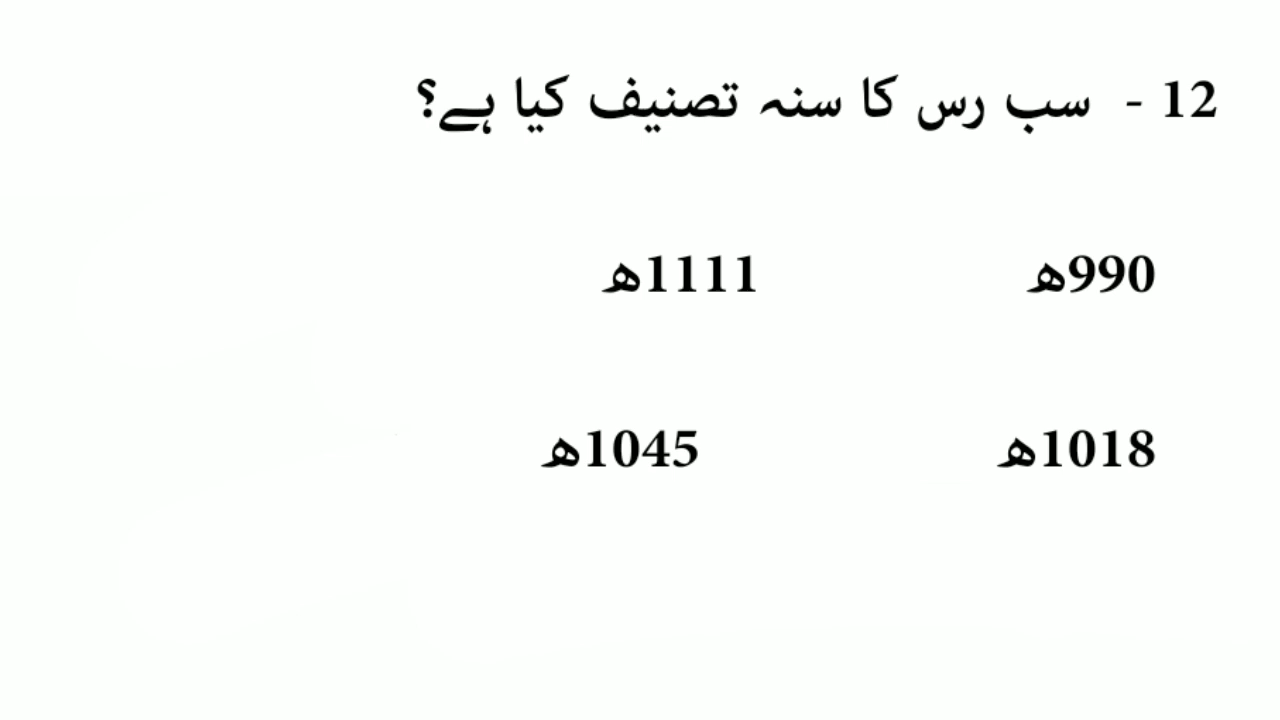 12 - سب رس کا سنہ تصنیف کیا ہے؟
990ھ 1111ھ
1018ھ 1045ھ